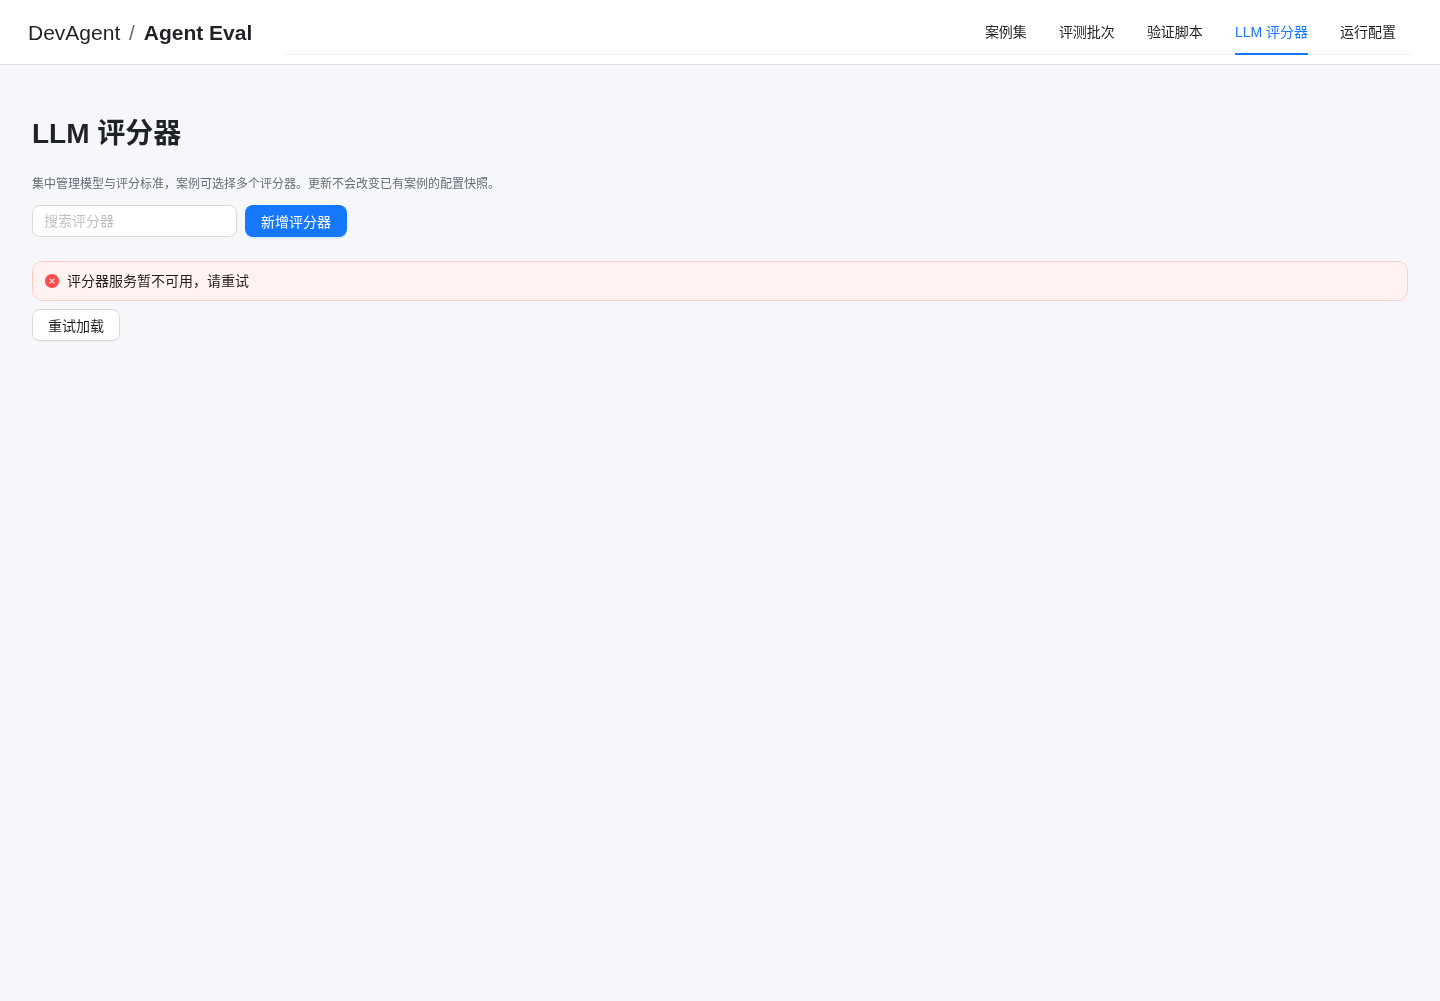 DevAgent / Agent Eval
案例集 评测批次 验证脚本 LLM 评分器 运行配置
LLM 评分器
集中管理模型与评分标准，案例可选择多个评分器。更新不会改变已有案例的配置快照。
搜索评分器 新增评分器
评分器服务暂不可用，请重试
重试加载